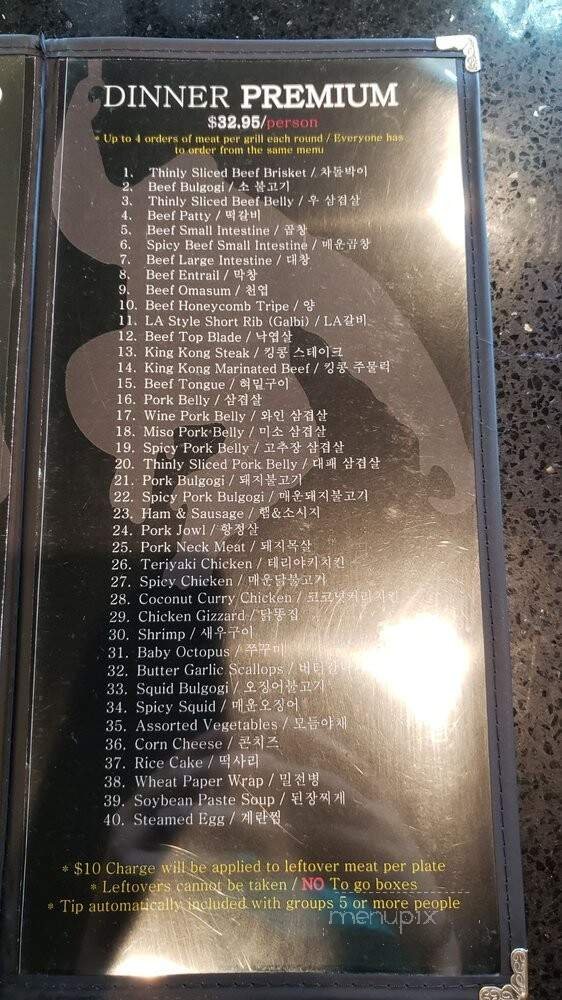 DINNER PREMIUM
$32.95/person
* Up to 4 orders of meat per grill each round / Everyone has
to order from the same menu
1. Thinly Sliced Beef Brisket / 차돌박이
2. Beef Bulgogi / 소 불고기
3. Thinly Sliced Beef Belly / 우 삼겹살
4. Beef Patty / 떡갈비
5. Beef Small Intestine / 곱창
6. Spicy Beef Small Intestine / 매운곱창
7. Beef Large Intestine / 대창
8. Beef Entrail / 막창
9. Beef Omasum / 천엽
10. Beef Honeycomb Tripe / 양
11. LA Style Short Rib (Galbi) / LA갈비
12. Beef Top Blade / 낙엽살
13. King Kong Steak / 킹콩 스테이크
14. King Kong Marinated Beef / 킹콩 주물럭
15. Beef Tongue / 혀밑구이
16. Pork Belly / 삼겹살
17. Wine Pork Belly / 와인 삼겹살
18. Miso Pork Belly / 미소 삼겹살
19. Spicy Pork Belly / 고추장 삼겹살
20. Thinly Sliced Pork Belly / 대패 삼겹살
21. Pork Bulgogi / 돼지불고기
22. Spicy Pork Bulgogi / 매운돼지불고기
23. Ham & Sausage / 햄&소시지
24. Pork Jowl / 항정살
25. Pork Neck Meat / 돼지목살
26. Teriyaki Chicken / 테리야키치킨
27. Spicy Chicken / 매운닭불고기
28. Coconut Curry Chicken / 코코넛커리치킨
29. Chicken Gizzard / 닭똥집
30. Shrimp / 새우구이
31. Baby Octopus / 쭈꾸미
32. Butter Garlic Scallops /
33. Squid Bulgogi / 오징어불고기
34. Spicy Squid / 매운오징어
35. Assorted Vegetables / 모듬야채
36. Corn Cheese / 콘치즈
37. Rice Cake / 떡사리
38. Wheat Paper Wrap / 밀전병
39. Soybean Paste Soup / 된장찌게
40. Steamed Egg / 계란찜
* $10 Charge will be applied to leftover meat per plate
* Leftovers cannot be taken / NO To go boxes
* Tip automatically included with groups 5 or more people
menupix